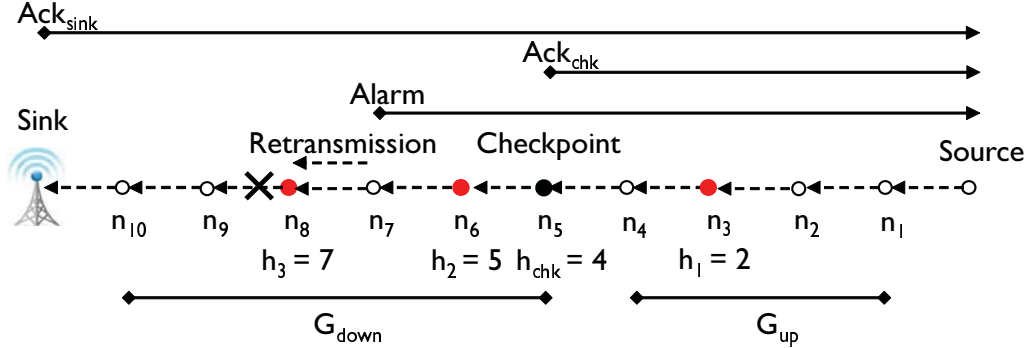 Ack_sink
Ack_chk
Alarm
Sink
Retransmission
Checkpoint
Source
n_10 n_9 n_8 n_7 n_6 n_5 n_4 n_3 n_2 n_1
h_3 = 7 h_2 = 5 h_chk = 4 h_1 = 2
G_down G_up